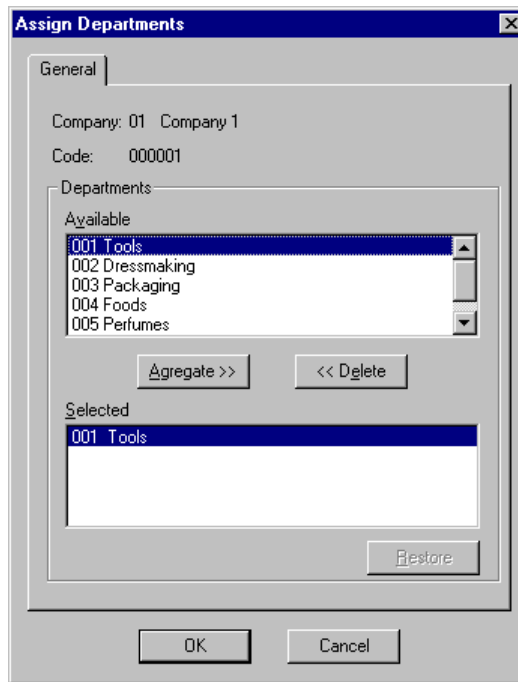 Assign Departments
General
Company: 01 Company 1
Code: 000001
Departments
Available
001 Tools
002 Dressmaking
003 Packaging
004 Foods
005 Perfumes
Agregate >> << Delete
Selected
001 Tools
Restore
OK Cancel